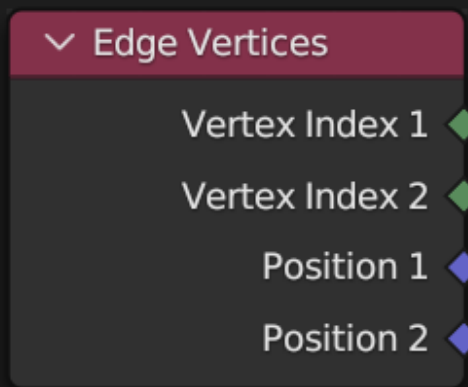 Edge Vertices
Vertex Index 1
Vertex Index 2
Position 1
Position 2